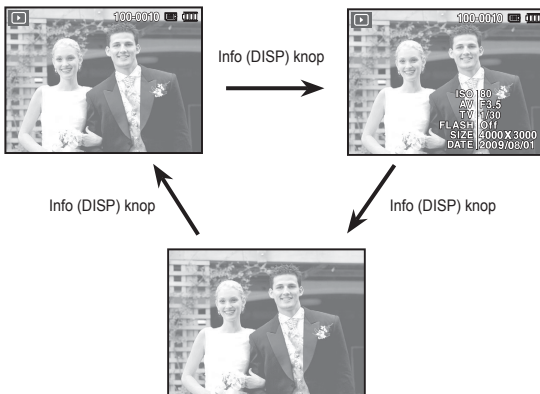 100-0010
100-0010
Info (DISP) knop
ISO 80
AV F3.5
TV 1/30
FLASH Off
SIZE 4000X3000
DATE 2009/08/01
Info (DISP) knop
Info (DISP) knop